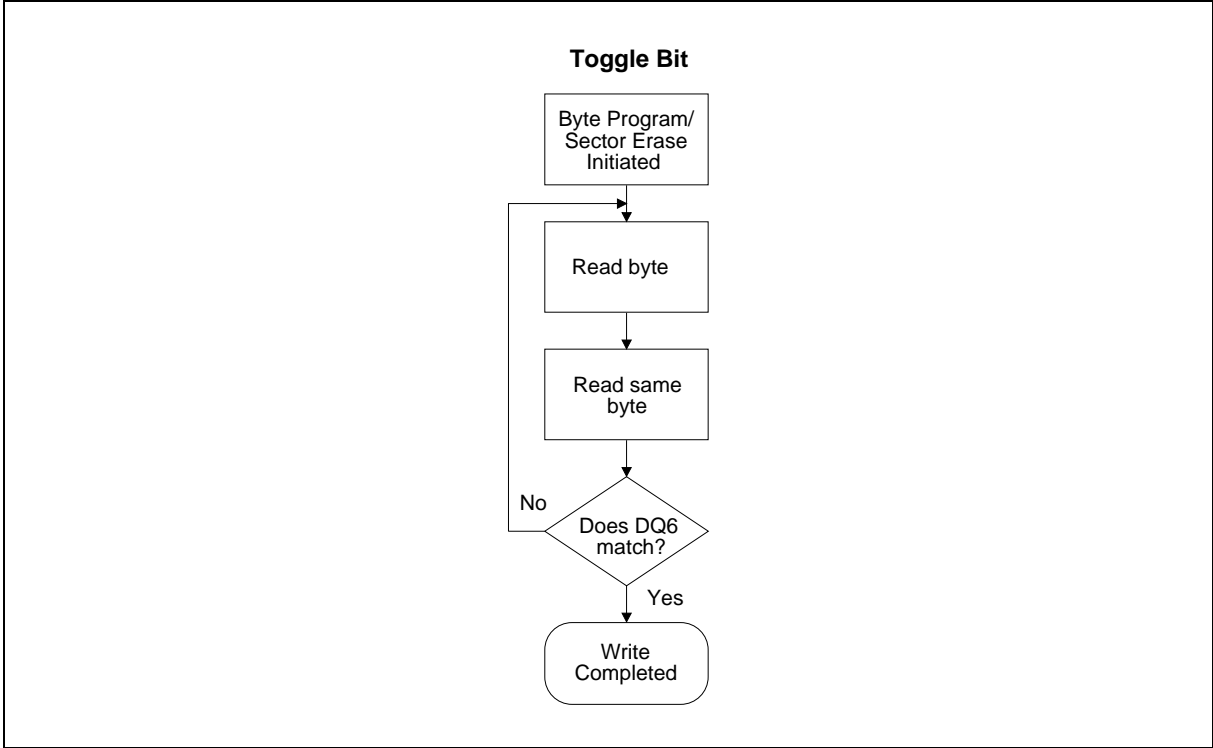 Toggle Bit
Byte Program/
Sector Erase
Initiated
Read byte
Read same
byte
No
Does DQ6
match?
Yes
Write
Completed